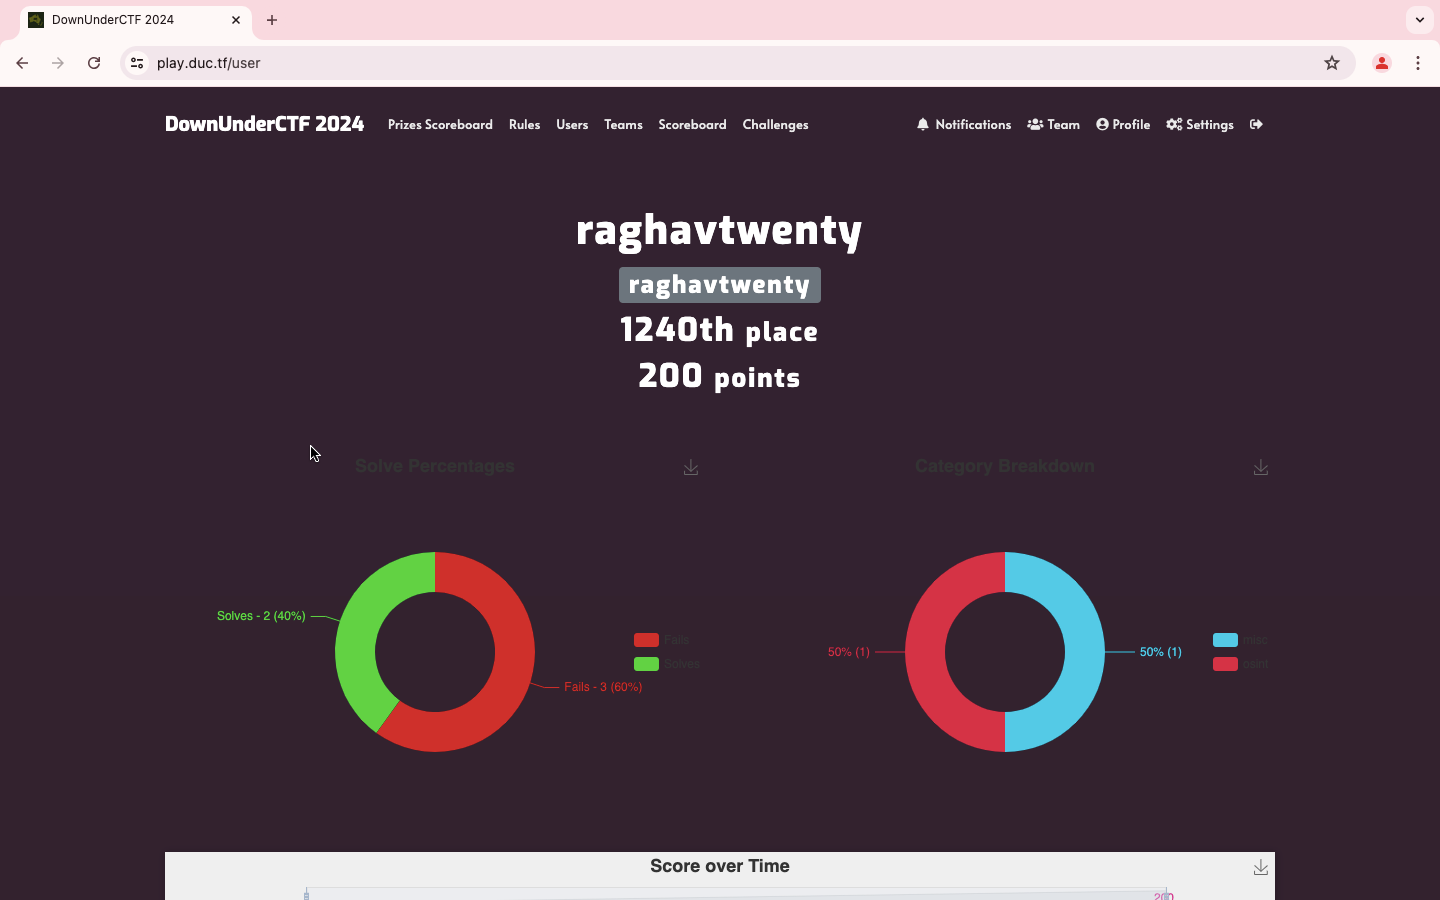 DownUnderCTF 2024
play.duc.tf/user
DownUnderCTF 2024 Prizes Scoreboard Rules Users Teams Scoreboard Challenges Notifications Team Profile Settings
raghavtwenty
raghavtwenty
1240th place
200 points
Solve Percentages
Category Breakdown
Solves - 2 (40%)
Fails - 3 (60%)
Fails
Solves
50% (1)
50% (1)
misc
osint
Score over Time
200